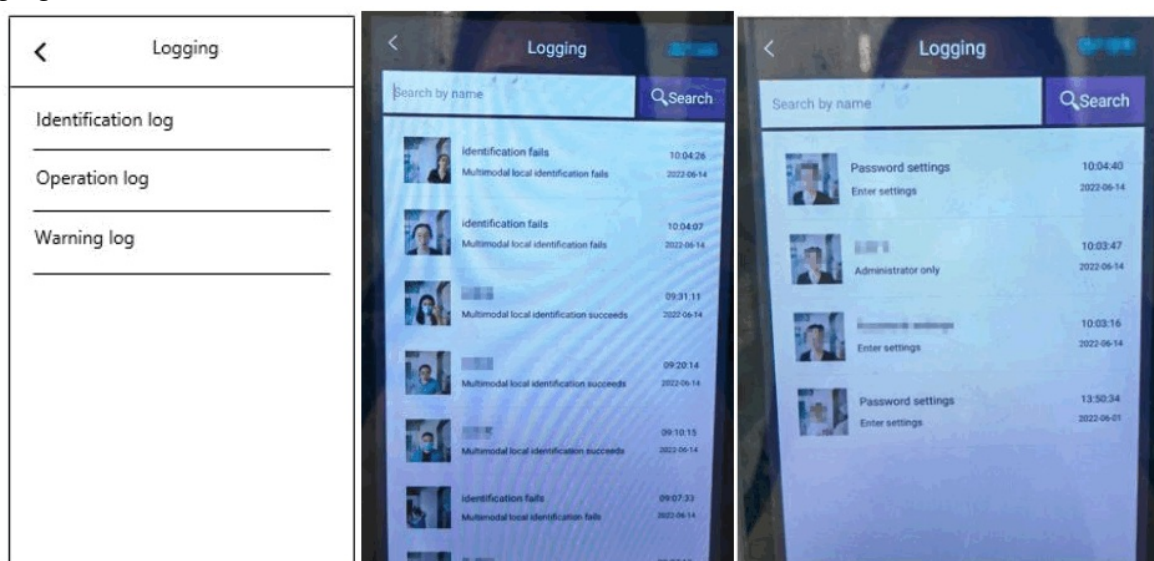 Logging
Identification log
Operation log
Warning log
Logging
Search by name
Search
identification fails
10:04:26
Multimodal local identification fails
2022-06-14
identification fails
10:04:07
Multimodal local identification fails
2022-06-14
09:31:11
Multimodal local identification succeeds
2022-06-14
09:20:14
Multimodal local identification succeeds
2022-06-14
09:10:15
Multimodal local identification succeeds
2022-06-14
identification fails
09:07:33
Multimodal local identification fails
2022-06-14
Logging
Search by name
Search
Password settings
10:04:40
Enter settings
2022-06-14
10:03:47
Administrator only
2022-06-14
10:03:16
Enter settings
2022-06-14
Password settings
13:50:34
Enter settings
2022-06-01